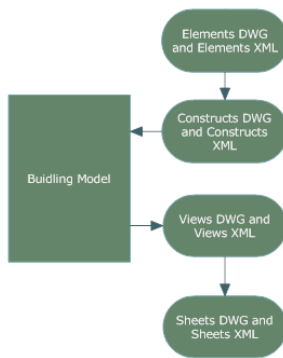 Elements DWG
and Elements XML
Constructs DWG
and Constructs
XML
Buidling Model
Views DWG and
Views XML
Sheets DWG and
Sheets XML